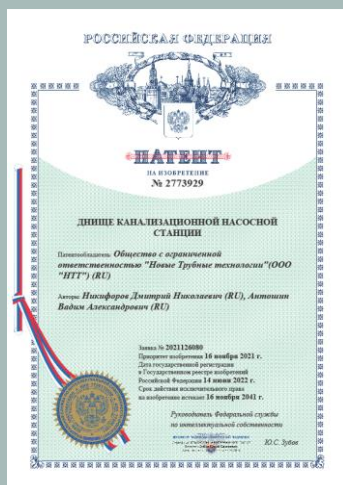 РОССИЙСКАЯ ФЕДЕРАЦИЯ
ПАТЕНТ
НА ИЗОБРЕТЕНИЕ
№ 2773929
ДНИЩЕ КАНАЛИЗАЦИОННОЙ НАСОСНОЙ
СТАНЦИИ
Патентообладатель: Общество с ограниченной
ответственностью "Новые Трубные технологии"(ООО
"НТТ") (RU)
Авторы: Никифоров Дмитрий Николаевич (RU), Антошин
Вадим Александрович (RU)
Заявка № 2021126080
Приоритет изобретения 16 ноября 2021 г.
Дата государственной регистрации
в Государственном реестре изобретений
Российской Федерации 14 июня 2022 г.
Срок действия исключительного права
на изобретение истекает 16 ноября 2041 г.
Руководитель Федеральной службы
по интеллектуальной собственности
Ю.С. Зубов